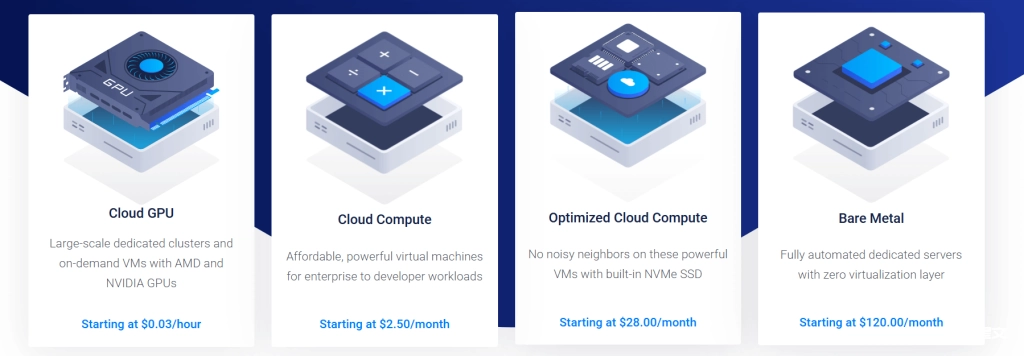 GPU
Cloud GPU
Large-scale dedicated clusters and
on-demand VMs with AMD and
NVIDIA GPUs
Starting at $0.03/hour
Cloud Compute
Affordable, powerful virtual machines
for enterprise to developer workloads
Starting at $2.50/month
Optimized Cloud Compute
No noisy neighbors on these powerful
VMs with built-in NVMe SSD
Starting at $28.00/month
Bare Metal
Fully automated dedicated servers
with zero virtualization layer
Starting at $120.00/month